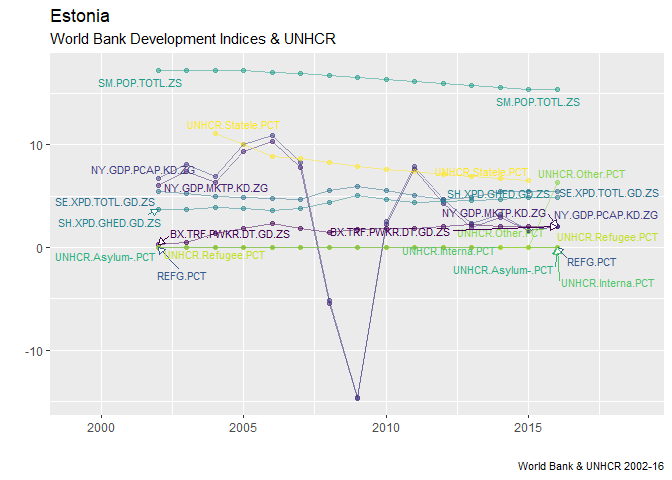 Estonia
World Bank Development Indices & UNHCR
SM.POP.TOTL.ZS
SM.POP.TOTL.ZS
UNHCR.Statele.PCT
10
NY.GDP.PCAP.KD.ZG
UNHCR.Statele.PCT
UNHCR.Other.PCT
NY.GDP.MKTP.KD.ZG
SH.XPD.GHED.GD.ZS
SE.XPD.TOTL.GD.ZS
SE.XPD.TOTL.GD.ZS
NY.GDP.MKTP.KD.ZG
NY.GDP.PCAP.KD.ZG
SH.XPD.GHED.GD.ZS
BX.TRF.PWKR.DT.GD.ZS
BX.TRF.PWKR.DT.GD.ZS
UNHCR.Other.PCT
UNHCR.Refugee.PCT
0
UNHCR.Asylum-.PCT
UNHCR.Refugee.PCT
UNHCR.Interna.PCT
REFG.PCT
UNHCR.Asylum-.PCT
REFG.PCT
UNHCR.Interna.PCT
-10
2000
2005
2010
2015
World Bank & UNHCR 2002-16